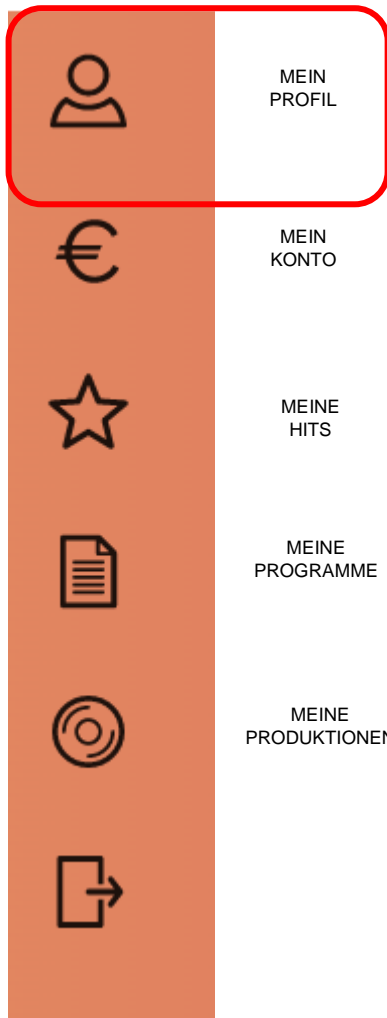 MEIN
PROFIL
€
MEIN
KONTO
MEINE
HITS
MEINE
PROGRAMME
MEINE
PRODUKTIONEN